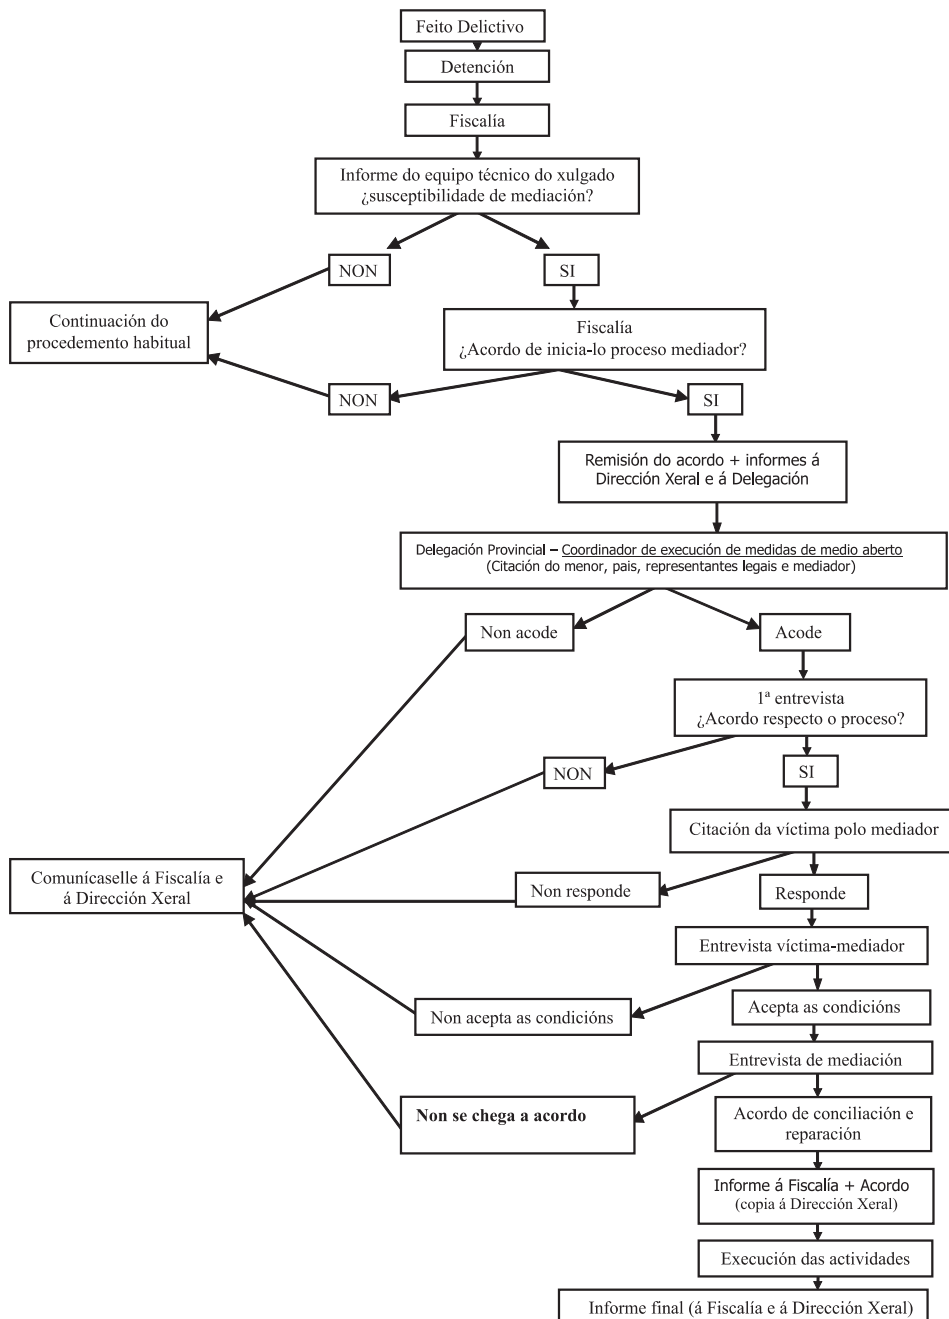 Feito Delictivo
Detención
Fiscalía
Informe do equipo técnico do xulgado
¿susceptibilidade de mediación?
NON
SI
Continuación do
procedemento habitual
Fiscalía
¿Acordo de inicia-lo proceso mediador?
NON
SI
Remisión do acordo + informes á
Dirección Xeral e á Delegación
Delegación Provincial – Coordinador de execución de medidas de medio aberto
(Citación do menor, pais, representantes legais e mediador)
Non acode
Acode
1ª entrevista
¿Acordo respecto o proceso?
NON
SI
Citación da víctima polo mediador
Comunícaselle á Fiscalía e
á Dirección Xeral
Non responde
Responde
Entrevista víctima-mediador
Non acepta as condicións
Acepta as condicións
Entrevista de mediación
Non se chega a acordo
Acordo de conciliación e
reparación
Informe á Fiscalía + Acordo
(copia á Dirección Xeral)
Execución das actividades
Informe final (á Fiscalía e á Dirección Xeral)